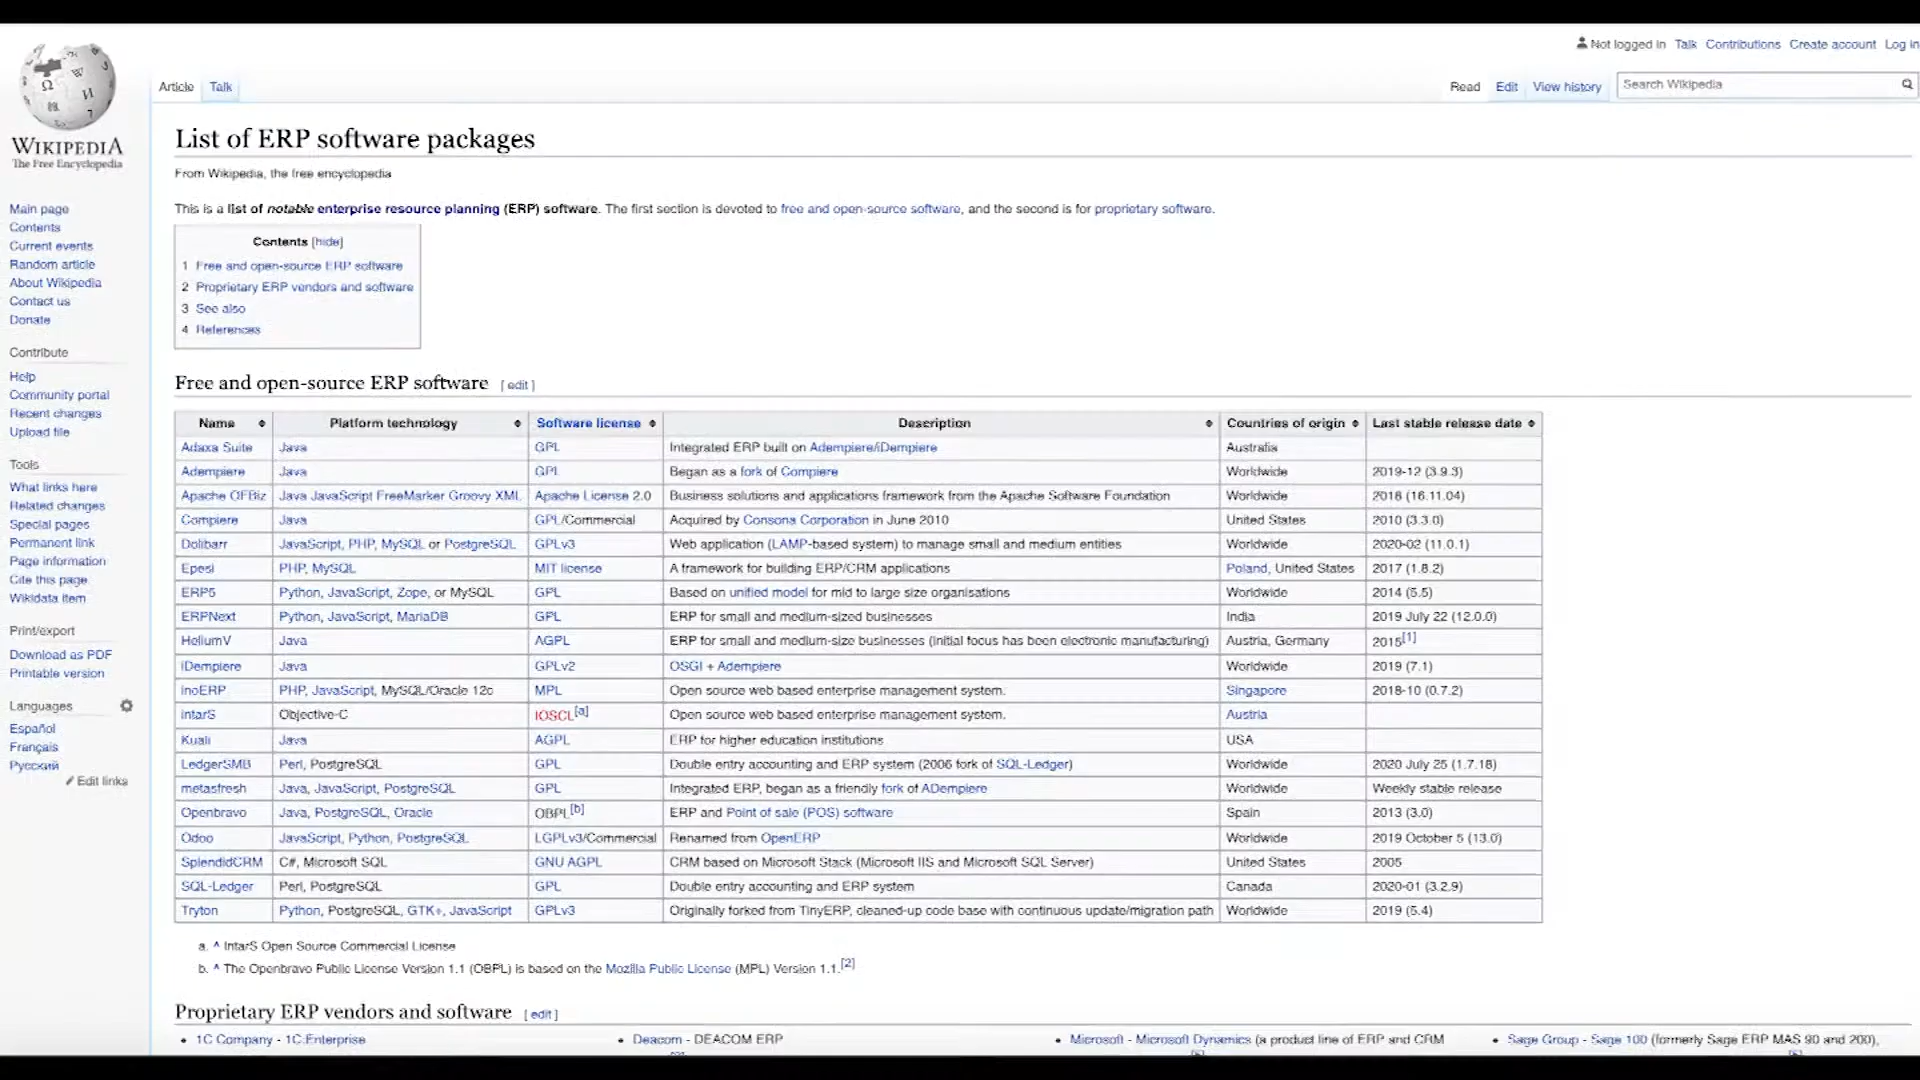 Not logged in Talk Contributions Create account Log in
Article Talk Read Edit View history Search Wikipedia
WIKIPEDIA
The Free Encyclopedia
Main page
Contents
Current events
Random article
About Wikipedia
Contact us
Donate
Contribute
Help
Community portal
Recent changes
Upload file
Tools
What links here
Related changes
Special pages
Permanent link
Page information
Cite this page
Wikidata item
Print/export
Download as PDF
Printable version
Languages
Español
Français
Русский
Edit links
List of ERP software packages
From Wikipedia, the free encyclopedia
This is a list of notable enterprise resource planning (ERP) software. The first section is devoted to free and open-source software, and the second is for proprietary software.
Contents [hide]
1 Free and open-source ERP software
2 Proprietary ERP vendors and software
3 See also
4 References
Free and open-source ERP software [ edit ]
Name Platform technology Software license Description Countries of origin Last stable release date
Adaxa Suite Java GPL Integrated ERP built on Adempiere/iDempiere Australia
Adempiere Java GPL Began as a fork of Compiere Worldwide 2019-12 (3.9.3)
Apache OFBiz Java JavaScript FreeMarker Groovy XML Apache License 2.0 Business solutions and applications framework from the Apache Software Foundation Worldwide 2018 (16.11.04)
Compiere Java GPL/Commercial Acquired by Consona Corporation in June 2010 United States 2010 (3.3.0)
Dolibarr JavaScript, PHP, MySQL or PostgreSQL GPLv3 Web application (LAMP-based system) to manage small and medium entities Worldwide 2020-02 (11.0.1)
Epesi PHP, MySQL MIT license A framework for building ERP/CRM applications Poland, United States 2017 (1.8.2)
ERP5 Python, JavaScript, Zope, or MySQL GPL Based on unified model for mid to large size organisations Worldwide 2014 (5.5)
ERPNext Python, JavaScript, MariaDB GPL ERP for small and medium-sized businesses India 2019 July 22 (12.0.0)
HeliumV Java AGPL ERP for small and medium-size businesses (initial focus has been electronic manufacturing) Austria, Germany 2015[1]
iDempiere Java GPLv2 OSGI + Adempiere Worldwide 2019 (7.1)
inoERP PHP, JavaScript, MySQL/Oracle 12c MPL Open source web based enterprise management system. Singapore 2018-10 (0.7.2)
IntarS Objective-C IOSCL[a] Open source web based enterprise management system. Austria
Kuali Java AGPL ERP for higher education institutions USA
LedgerSMB Perl, PostgreSQL GPL Double entry accounting and ERP system (2006 fork of SQL-Ledger) Worldwide 2020 July 25 (1.7.18)
metasfresh Java, JavaScript, PostgreSQL GPL Integrated ERP, began as a friendly fork of ADempiere Worldwide Weekly stable release
Openbravo Java, PostgreSQL, Oracle OBPL[b] ERP and Point of sale (POS) software Spain 2013 (3.0)
Odoo JavaScript, Python, PostgreSQL LGPLv3/Commercial Renamed from OpenERP Worldwide 2019 October 5 (13.0)
SplendidCRM C#, Microsoft SQL GNU AGPL CRM based on Microsoft Stack (Microsoft IIS and Microsoft SQL Server) United States 2005
SQL-Ledger Perl, PostgreSQL GPL Double entry accounting and ERP system Canada 2020-01 (3.2.9)
Tryton Python, PostgreSQL, GTK+, JavaScript GPLv3 Originally forked from TinyERP, cleaned-up code base with continuous update/migration path Worldwide 2019 (5.4)
a. ^ IntarS Open Source Commercial License
b. ^ The Openbravo Public License Version 1.1 (OBPL) is based on the Mozilla Public License (MPL) Version 1.1.[2]
Proprietary ERP vendors and software [ edit ]
• 1C Company - 1C:Enterprise • Deacom - DEACOM ERP • Microsoft - Microsoft Dynamics (a product line of ERP and CRM • Sage Group - Sage 100 (formerly Sage ERP MAS 90 and 200),